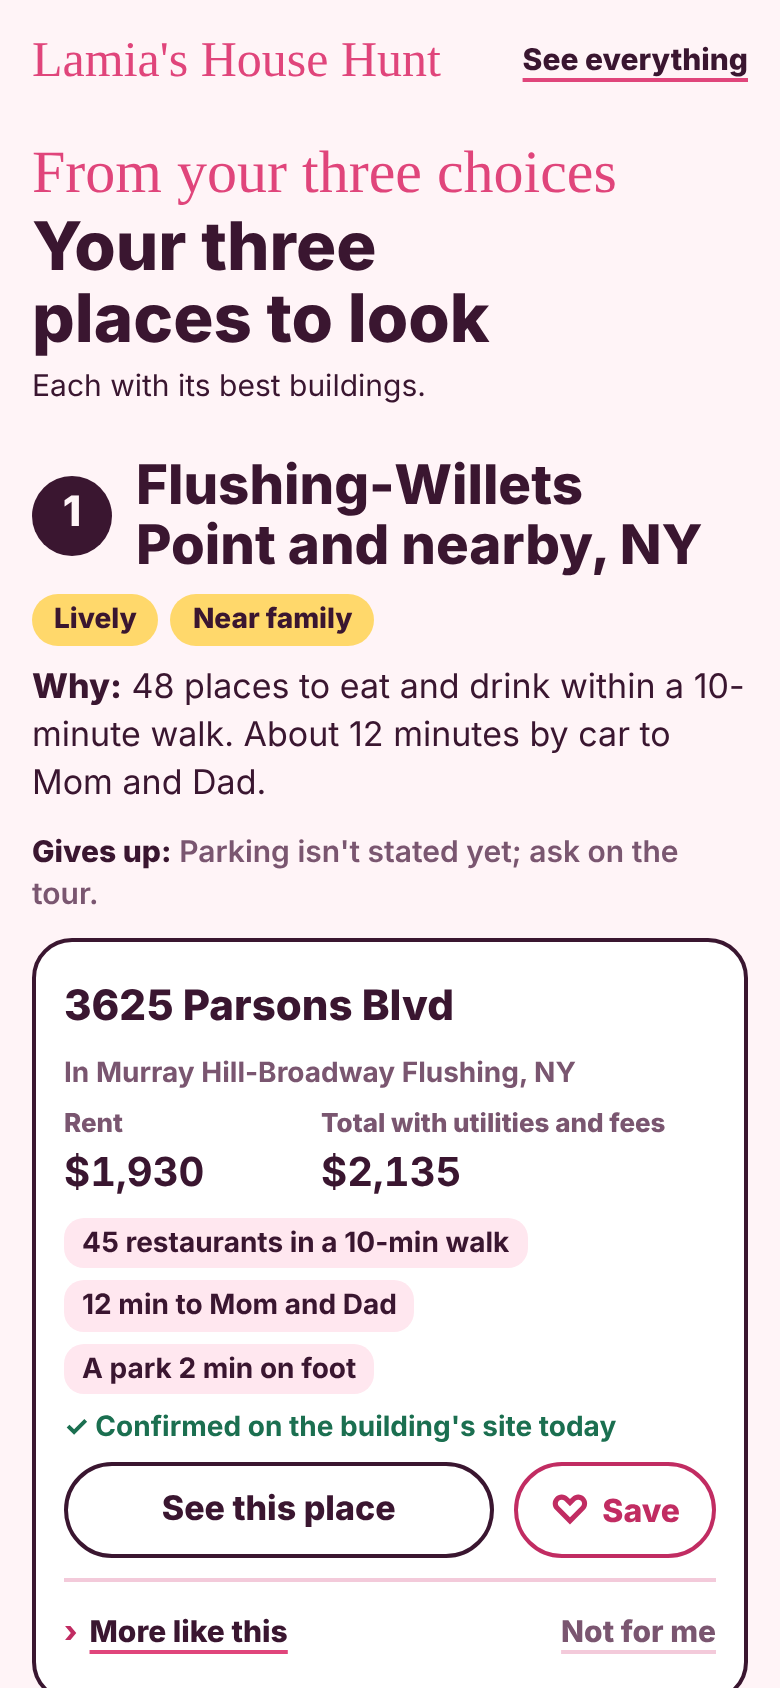 Lamia's House Hunt
See everything
From your three choices
Your three
places to look
Each with its best buildings.
1
Flushing-Willets
Point and nearby, NY
Lively
Near family
Why: 48 places to eat and drink within a 10-
minute walk. About 12 minutes by car to
Mom and Dad.
Gives up: Parking isn't stated yet; ask on the
tour.
3625 Parsons Blvd
In Murray Hill-Broadway Flushing, NY
Rent
Total with utilities and fees
$1,930
$2,135
45 restaurants in a 10-min walk
12 min to Mom and Dad
A park 2 min on foot
✓ Confirmed on the building's site today
See this place
♡ Save
› More like this
Not for me